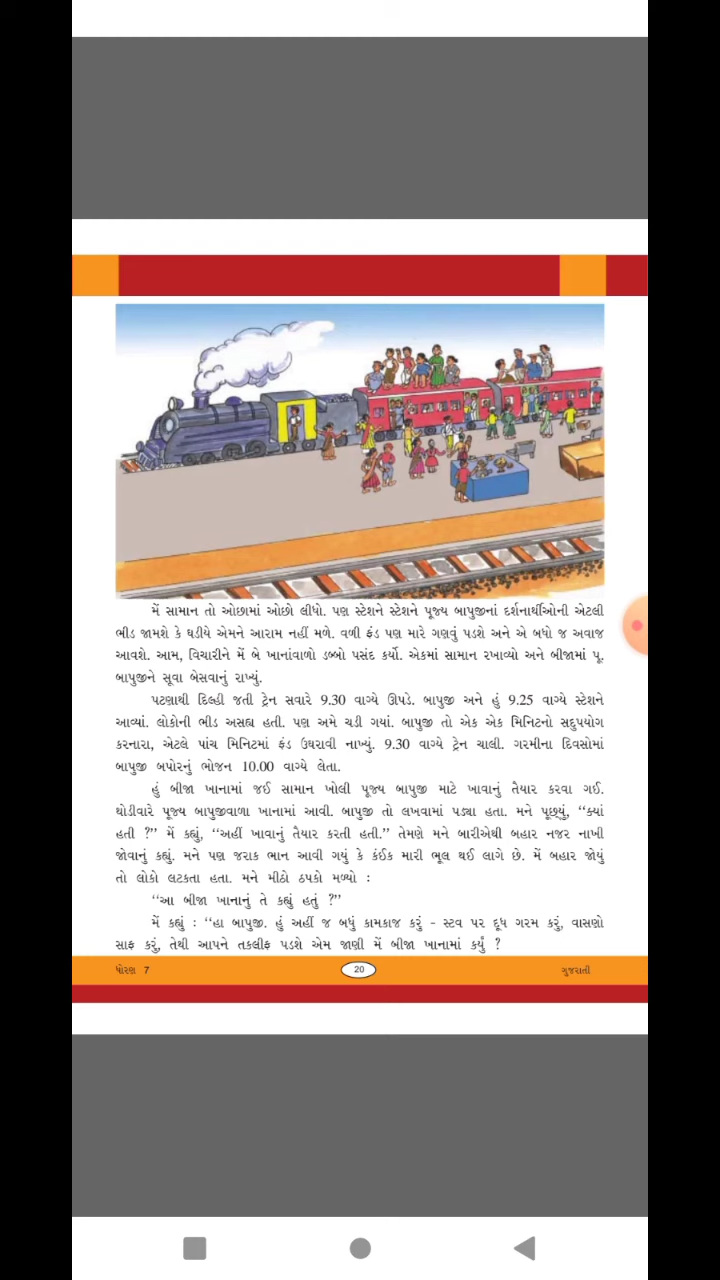 મેં સામાન તો ઓછામાં ઓછો લીધો. પણ સ્ટેશને સ્ટેશને પૂજ્ય બાપુજીનાં દર્શનાર્થીઓની એટલી
ભીડ જામશે કે ઘડીયે એમને આરામ નહીં મળે. વળી ફંડ પણ મારે ગણવું પડશે અને એ બધો જ અવાજ
આવશે. આમ, વિચારીને મેં બે ખાનાંવાળો ડબ્બો પસંદ કર્યો. એકમાં સામાન રખાવ્યો અને બીજામાં પૂ.
બાપુજીને સૂવા બેસવાનું રાખ્યું.
પટણાથી દિલ્હી જતી ટ્રેન સવારે 9.30 વાગ્યે ઊપડે. બાપુજી અને હું 9.25 વાગ્યે સ્ટેશને
આવ્યાં. લોકોની ભીડ અસહ્ય હતી. પણ અમે ચડી ગયાં. બાપુજી તો એક એક મિનિટનો સદુપયોગ
કરનારા, એટલે પાંચ મિનિટમાં ફંડ ઉઘરાવી નાખ્યું. 9.30 વાગ્યે ટ્રેન ચાલી. ગરમીના દિવસોમાં
બાપુજી બપોરનું ભોજન 10.00 વાગ્યે લેતા.
હું બીજા ખાનામાં જઈ સામાન ખોલી પૂજ્ય બાપુજી માટે ખાવાનું તૈયાર કરવા ગઈ.
થોડીવારે પૂજ્ય બાપુજીવાળા ખાનામાં આવી. બાપુજી તો લખવામાં પડ્યા હતા. મને પૂછ્યું, “ક્યાં
હતી ?” મેં કહ્યું, “અહીં ખાવાનું તૈયાર કરતી હતી.” તેમણે મને બારીએથી બહાર નજર નાખી
જોવાનું કહ્યું. મને પણ જરાક ભાન આવી ગયું કે કંઈક મારી ભૂલ થઈ લાગે છે. મેં બહાર જોયું
તો લોકો લટકતા હતા. મને મીઠો ઠપકો મળ્યો :
“આ બીજા ખાનાનું તે કહ્યું હતું ?”
મેં કહ્યું : “હા બાપુજી. હું અહીં જ બધું કામકાજ કરું - સ્ટવ પર દૂધ ગરમ કરું, વાસણો
સાફ કરું, તેથી આપને તકલીફ પડશે એમ જાણી મેં બીજા ખાનામાં કર્યું ?
ધોરણ 7
20
ગુજરાતી